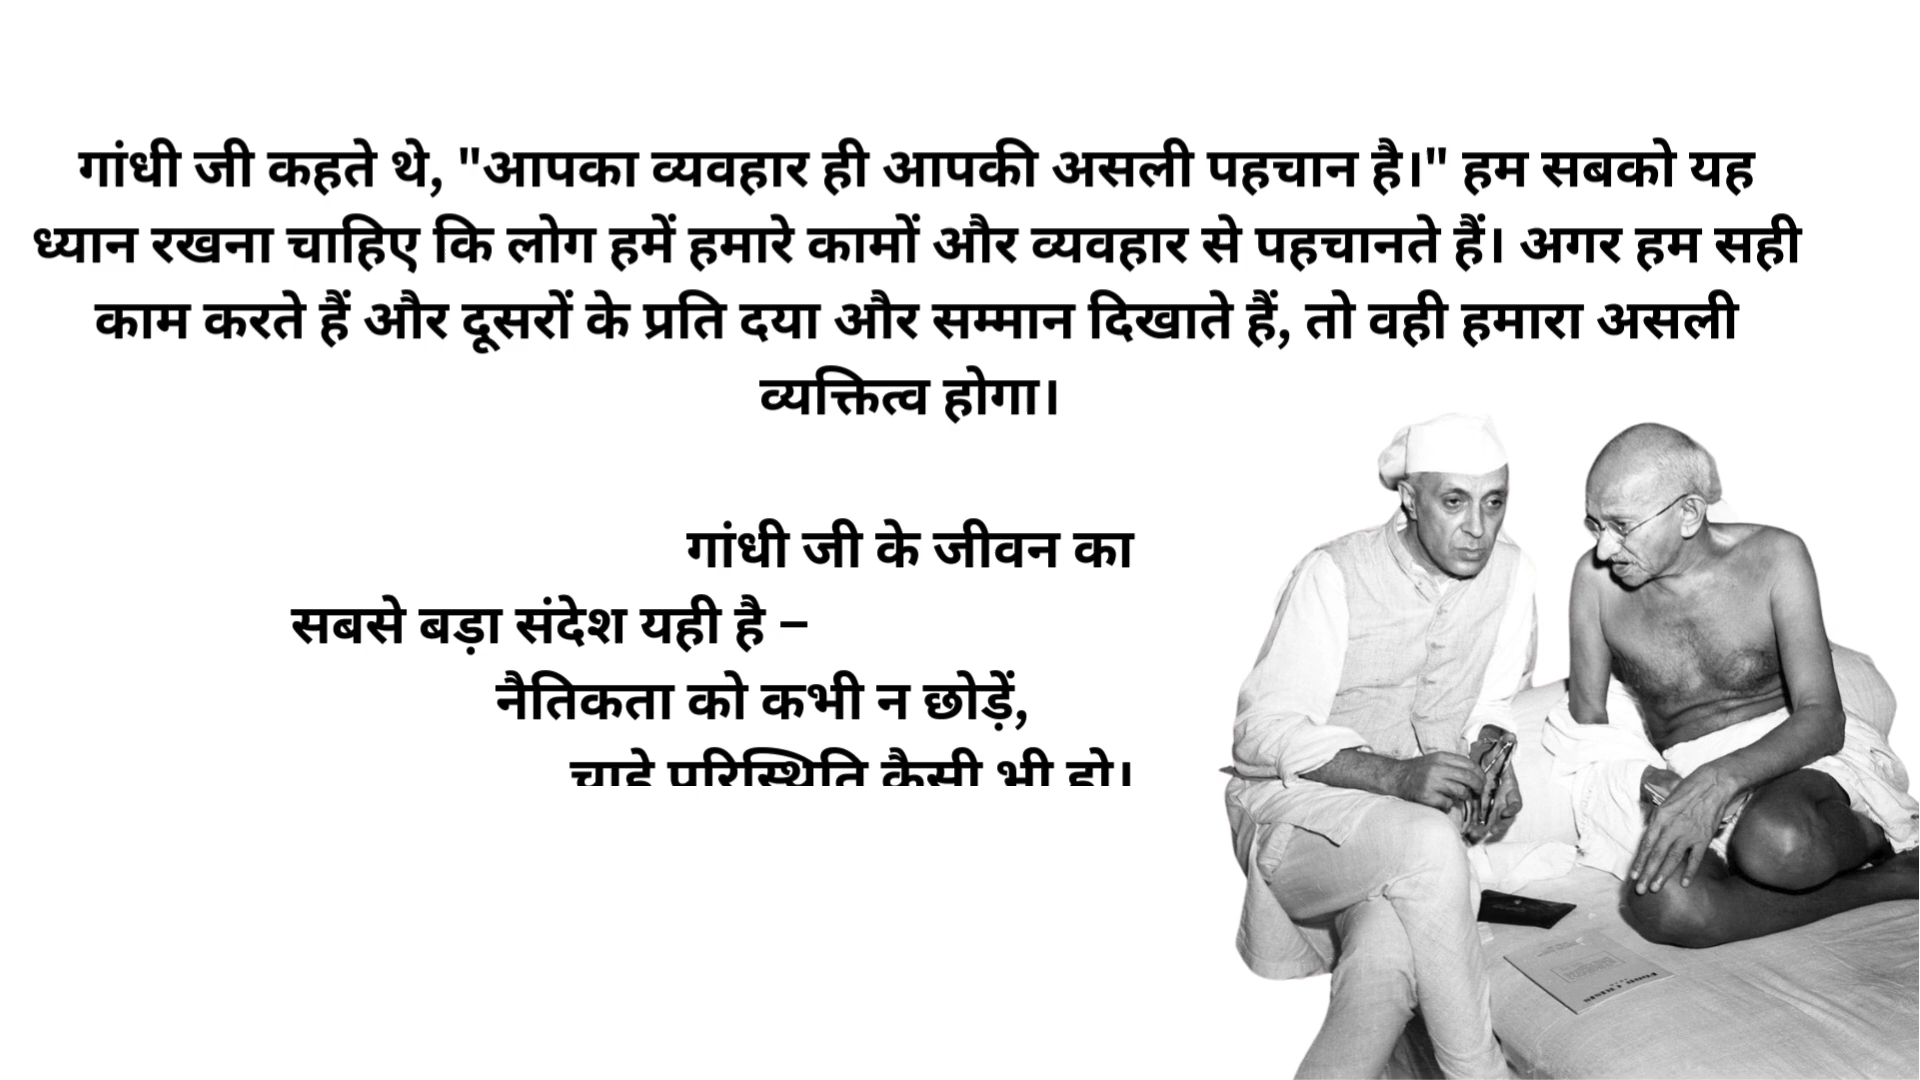 गांधी जी कहते थे, "आपका व्यवहार ही आपकी असली पहचान है।" हम सबको यह
ध्यान रखना चाहिए कि लोग हमें हमारे कामों और व्यवहार से पहचानते हैं। अगर हम सही
काम करते हैं और दूसरों के प्रति दया और सम्मान दिखाते हैं, तो वही हमारा असली
व्यक्तित्व होगा।
गांधी जी के जीवन का
सबसे बड़ा संदेश यही है –
नैतिकता को कभी न छोड़ें,
चाहे परिस्थिति कैसी भी हो।